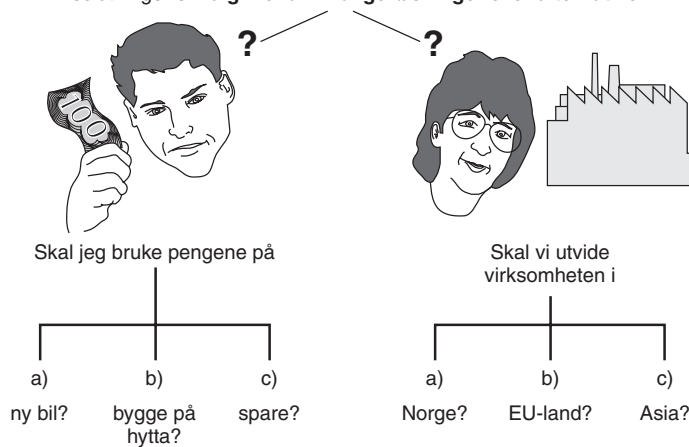 ?
?
100
Skal jeg bruke pengene på
a)
ny bil?
b)
bygge på
hytta?
c)
spare?
Skal vi utvide
virksomheten i
a)
Norge?
b)
EU-land?
c)
Asia?